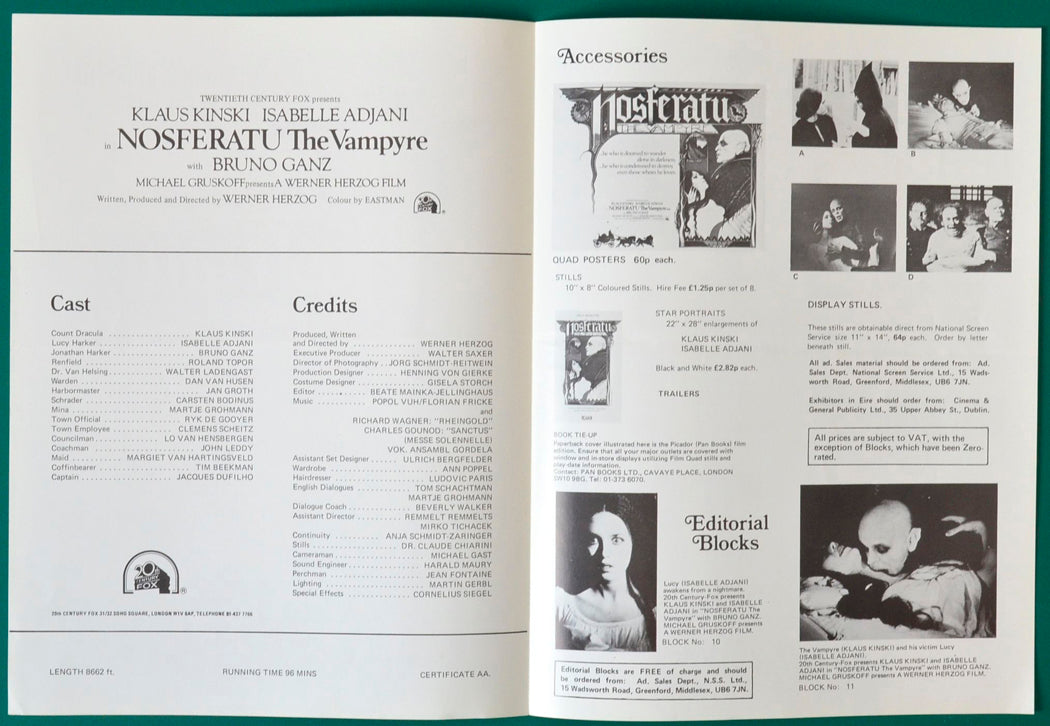 TWENTIETH CENTURY FOX presents
KLAUS KINSKI ISABELLE ADJANI
in NOSFERATU The Vampyre
with BRUNO GANZ
MICHAEL GRUSKOFF presents A WERNER HERZOG FILM
Written, Produced and Directed by WERNER HERZOG Colour by EASTMAN
Cast
Count Dracula .................. KLAUS KINSKI
Lucy Harker ................ ISABELLE ADJANI
Jonathan Harker .............. BRUNO GANZ
Renfield .................. ROLAND TOPOR
Dr. Van Helsing ....... WALTER LADENGAST
Warden .............. DAN VAN HUSEN
Harbormaster ............... JAN GROTH
Schrader ............. CARSTEN BODINUS
Mina ............... MARTJE GROHMANN
Town Official ............ RYK DE GOOYER
Town Employee ........ CLEMENS SCHEITZ
Councilman ......... LO VAN HENSBERGEN
Coachman ............... JOHN LEDDY
Maid ..... MARGIET VAN HARTINGSVELD
Coffinbearer ............. TIM BEEKMAN
Captain ............... JACQUES DUFILHO
20th CENTURY FOX
20th CENTURY FOX 31/32 SOHO SQUARE, LONDON W1V 6AP, TELEPHONE 01-437 7766
Credits
Produced, Written
and Directed by ............ WERNER HERZOG
Executive Producer ........... WALTER SAXER
Director of Photography .. JORG SCHMIDT-REITWEIN
Production Designer ... HENNING VON GIERKE
Costume Designer ............ GISELA STORCH
Editor ......... BEATE MAINKA-JELLINGHAUS
Music ............ POPOL VUH/FLORIAN FRICKE
and
RICHARD WAGNER: "RHEINGOLD"
CHARLES GOUNOD: "SANCTUS"
(MESSE SOLENNELLE)
VOK. ANSAMBL GORDELA
Assistant Set Designer ...... ULRICH BERGFELDER
Wardrobe ................. ANN POPPEL
Hairdresser ............... LUDOVIC PARIS
English Dialogues ......... TOM SCHACHTMAN
MARTJE GROHMANN
Dialogue Coach ............. BEVERLY WALKER
Assistant Director .......... REMMELT REMMELTS
MIRKO TICHACEK
Continuity .......... ANJA SCHMIDT-ZARINGER
Stills ................. DR. CLAUDE CHIARINI
Cameraman ................. MICHAEL GAST
Sound Engineer ............. HARALD MAURY
Perchman ................. JEAN FONTAINE
Lighting ................. MARTIN GERBL
Special Effects ............ CORNELIUS SIEGEL
LENGTH 8662 ft. RUNNING TIME 96 MINS CERTIFICATE AA.
Accessories
nosferatu
THE VAMPYRE
..he who is doomed to wander
alone in darkness,
NOSFERATU The Vampyre
QUAD POSTERS 60p each.
STILLS
10" x 8" Coloured Stills. Hire Fee £1.25p per set of 8.
nosferatu
STAR PORTRAITS
22" x 28" enlargements of
KLAUS KINSKI
ISABELLE ADJANI
Black and White £2.82p each.
TRAILERS
BOOK TIE-UP
Paperback cover illustrated here is the Picador (Pan Books) film
edition. Ensure that all your major outlets are covered with
window and in-store displays utilizing Film Quad stills and
play-date information.
Contact: PAN BOOKS LTD., CAVAYE PLACE, LONDON
SW10 9BG. Tel: 01-373 6070.
A
B
C
D
DISPLAY STILLS.
These stills are obtainable direct from National Screen
Service size 11" x 14", 64p each. Order by letter
beneath still.
All ad. Sales material should be ordered from: Ad.
Sales Dept. National Screen Service Ltd., 15 Wads-
worth Road, Greenford, Middlesex, UB6 7JN.
Exhibitors in Eire should order from: Cinema &
General Publicity Ltd., 35 Upper Abbey St., Dublin.
All prices are subject to VAT, with the
exception of Blocks, which have been Zero-
rated.
Editorial
Blocks
Lucy (ISABELLE ADJANI)
awakens from a nightmare.
20th Century-Fox presents
KLAUS KINSKI and ISABELLE
ADJANI in "NOSFERATU The
Vampyre" with BRUNO GANZ.
MICHAEL GRUSKOFF presents
A WERNER HERZOG FILM.
BLOCK No: 10
Editorial Blocks are FREE of charge and should
be ordered from: Ad. Sales Dept., N.S.S. Ltd.,
15 Wadsworth Road, Greenford, Middlesex, UB6 7JN.
The Vampyre (KLAUS KINSKI) and his victim Lucy
(ISABELLE ADJANI).
20th Century-Fox presents KLAUS KINSKI and ISABELLE
ADJANI in "NOSFERATU The Vampyre" with BRUNO GANZ.
MICHAEL GRUSKOFF presents A WERNER HERZOG FILM.
BLOCK No: 11